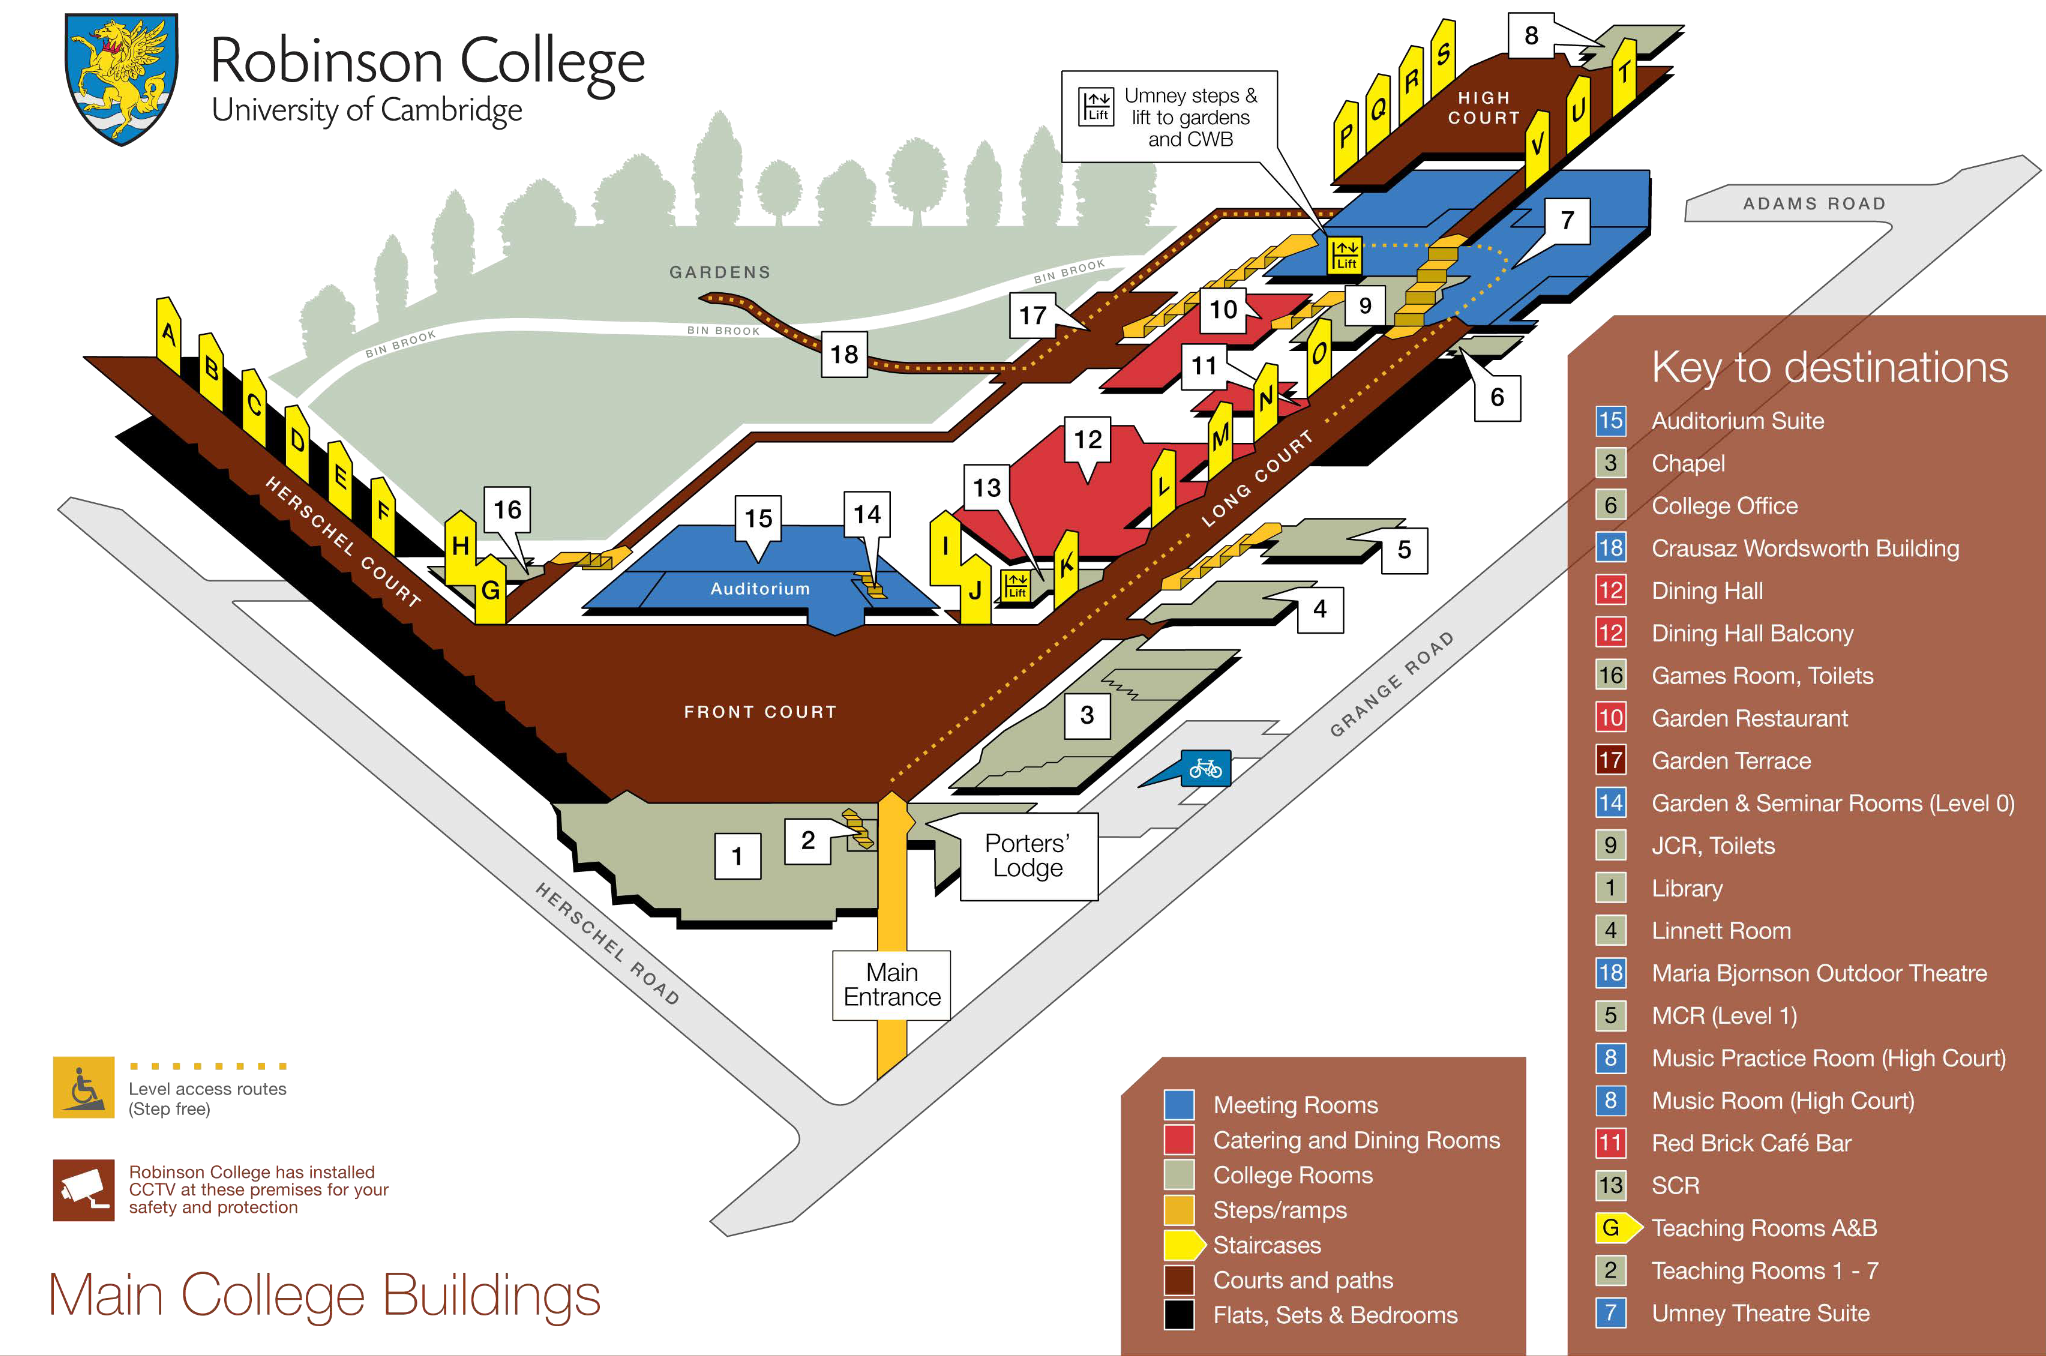 Robinson College
University of Cambridge
8
S
R
Q
P
T
U
V
HIGH
COURT
Lift
Umney steps &
lift to gardens
and CWB
ADAMS ROAD
7
GARDENS
BIN BROOK
BIN BROOK
BIN BROOK
Lift
17
10
9
18
11
O
N
M
L
6
A
B
C
D
E
F
H
G
HERSCHEL COURT
16
15
14
Auditorium
12
13
I
J
Lift
K
LONG COURT
5
4
3
FRONT COURT
GRANGE ROAD
1
2
Porters'
Lodge
Main
Entrance
HERSCHEL ROAD
Level access routes
(Step free)
Robinson College has installed
CCTV at these premises for your
safety and protection
Main College Buildings
Meeting Rooms
Catering and Dining Rooms
College Rooms
Steps/ramps
Staircases
Courts and paths
Flats, Sets & Bedrooms
Key to destinations
15 Auditorium Suite
3 Chapel
6 College Office
18 Crausaz Wordsworth Building
12 Dining Hall
12 Dining Hall Balcony
16 Games Room, Toilets
10 Garden Restaurant
17 Garden Terrace
14 Garden & Seminar Rooms (Level 0)
9 JCR, Toilets
1 Library
4 Linnett Room
18 Maria Bjornson Outdoor Theatre
5 MCR (Level 1)
8 Music Practice Room (High Court)
8 Music Room (High Court)
11 Red Brick Café Bar
13 SCR
G Teaching Rooms A&B
2 Teaching Rooms 1 - 7
7 Umney Theatre Suite